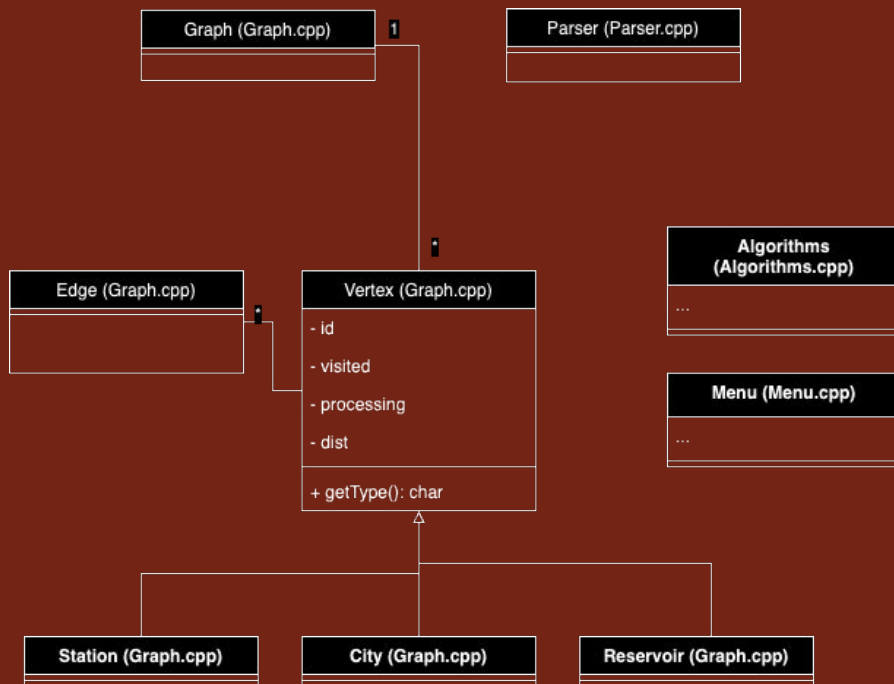 Graph (Graph.cpp)
1
Parser (Parser.cpp)
*
Algorithms
(Algorithms.cpp)
...
Edge (Graph.cpp)
*
Vertex (Graph.cpp)
- id
- visited
- processing
- dist
+ getType(): char
Menu (Menu.cpp)
...
Station (Graph.cpp)
City (Graph.cpp)
Reservoir (Graph.cpp)